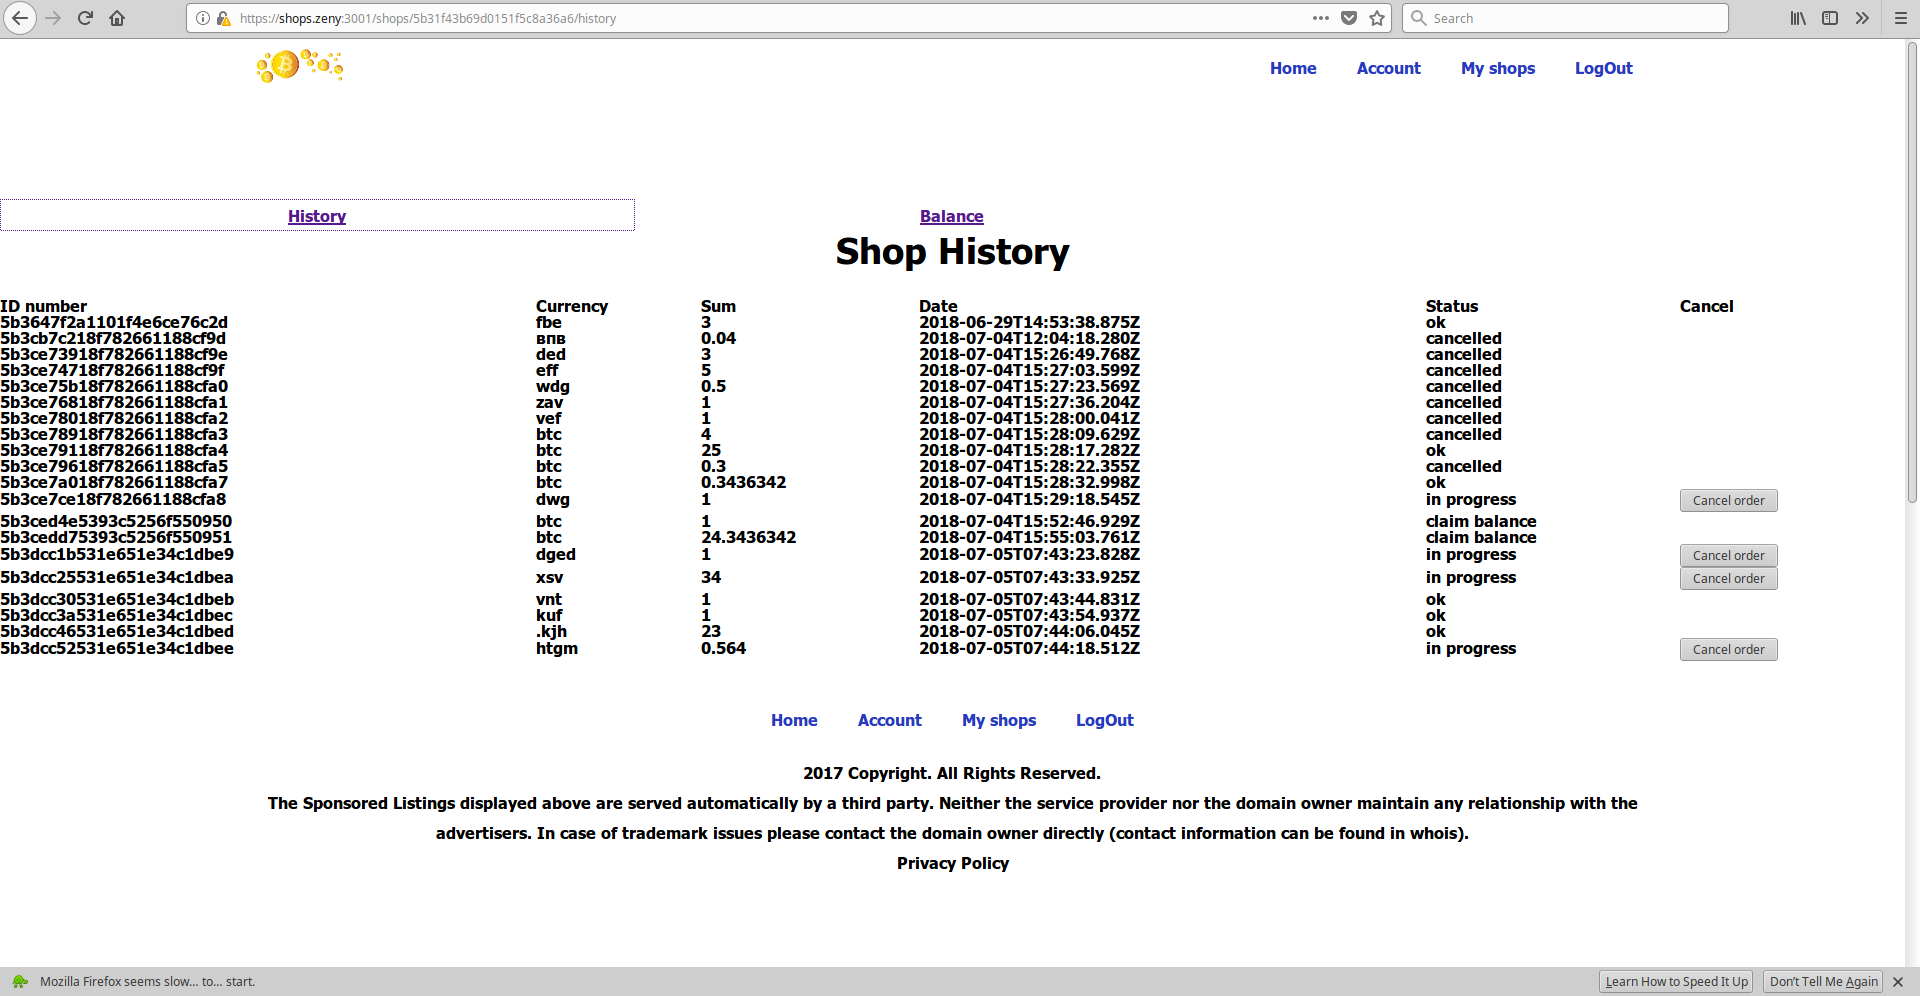 https://shops.zeny:3001/shops/5b31f43b69d0151f5c8a36a6/history
Search
Home Account My shops LogOut
History Balance
Shop History
ID number Currency Sum Date Status Cancel
5b3647f2a1101f4e6ce76c2d fbe 3 2018-06-29T14:53:38.875Z ok
5b3cb7c218f782661188cf9d впв 0.04 2018-07-04T12:04:18.280Z cancelled
5b3ce73918f782661188cf9e ded 3 2018-07-04T15:26:49.768Z cancelled
5b3ce74718f782661188cf9f eff 5 2018-07-04T15:27:03.599Z cancelled
5b3ce75b18f782661188cfa0 wdg 0.5 2018-07-04T15:27:23.569Z cancelled
5b3ce76818f782661188cfa1 zav 1 2018-07-04T15:27:36.204Z cancelled
5b3ce78018f782661188cfa2 vef 1 2018-07-04T15:28:00.041Z cancelled
5b3ce78918f782661188cfa3 btc 4 2018-07-04T15:28:09.629Z cancelled
5b3ce79118f782661188cfa4 btc 25 2018-07-04T15:28:17.282Z ok
5b3ce79618f782661188cfa5 btc 0.3 2018-07-04T15:28:22.355Z cancelled
5b3ce7a018f782661188cfa7 btc 0.3436342 2018-07-04T15:28:32.998Z ok
5b3ce7ce18f782661188cfa8 dwg 1 2018-07-04T15:29:18.545Z in progress Cancel order
5b3ced4e5393c5256f550950 btc 1 2018-07-04T15:52:46.929Z claim balance
5b3cedd75393c5256f550951 btc 24.3436342 2018-07-04T15:55:03.761Z claim balance
5b3dcc1b531e651e34c1dbe9 dged 1 2018-07-05T07:43:23.828Z in progress Cancel order
5b3dcc25531e651e34c1dbea xsv 34 2018-07-05T07:43:33.925Z in progress Cancel order
5b3dcc30531e651e34c1dbeb vnt 1 2018-07-05T07:43:44.831Z ok
5b3dcc3a531e651e34c1dbec kuf 1 2018-07-05T07:43:54.937Z ok
5b3dcc46531e651e34c1dbed .kjh 23 2018-07-05T07:44:06.045Z ok
5b3dcc52531e651e34c1dbee htgm 0.564 2018-07-05T07:44:18.512Z in progress Cancel order
Home Account My shops LogOut
2017 Copyright. All Rights Reserved.
The Sponsored Listings displayed above are served automatically by a third party. Neither the service provider nor the domain owner maintain any relationship with the
advertisers. In case of trademark issues please contact the domain owner directly (contact information can be found in whois).
Privacy Policy
Mozilla Firefox seems slow... to... start. Learn How to Speed It Up Don't Tell Me Again